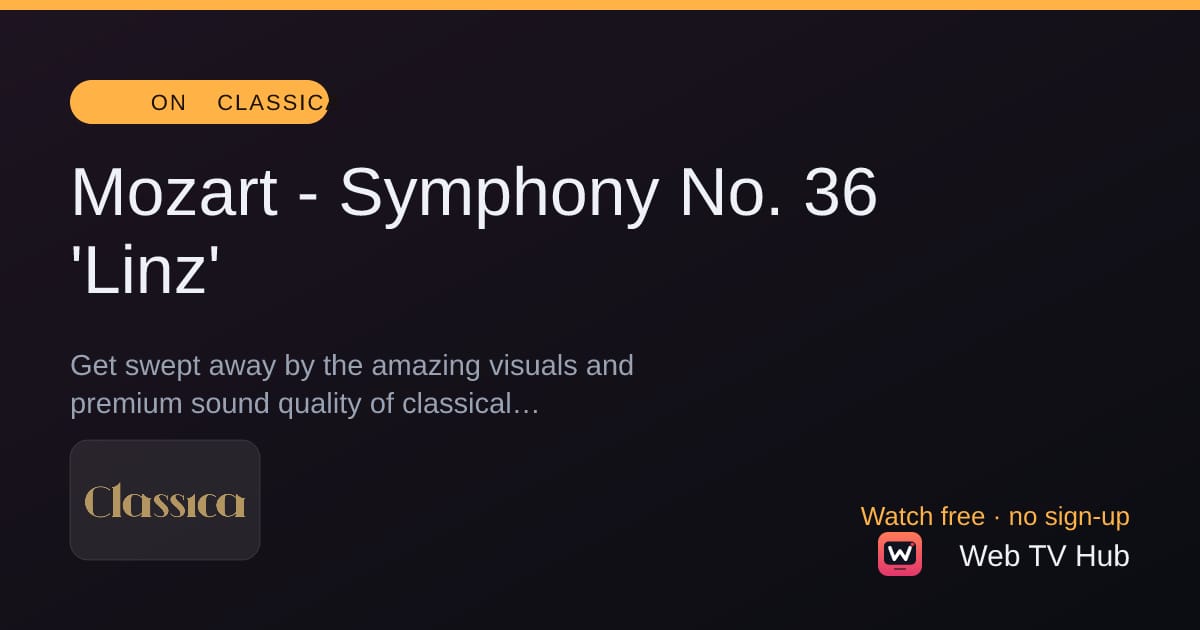 ON CLASSICA
Mozart - Symphony No. 36
'Linz'
Get swept away by the amazing visuals and
premium sound quality of classical…
Classica
Watch free · no sign-up
W
Web TV Hub